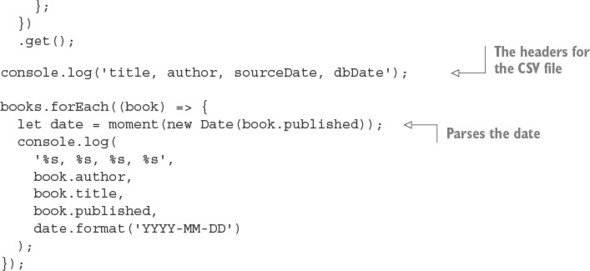 };
  })
  .get();
console.log('title, author, sourceDate, dbDate');
The headers for
the CSV file
books.forEach((book) => {
  let date = moment(new Date(book.published));
Parses the date
  console.log(
    '%s, %s, %s, %s',
    book.author,
    book.title,
    book.published,
    date.format('YYYY-MM-DD')
  );
});